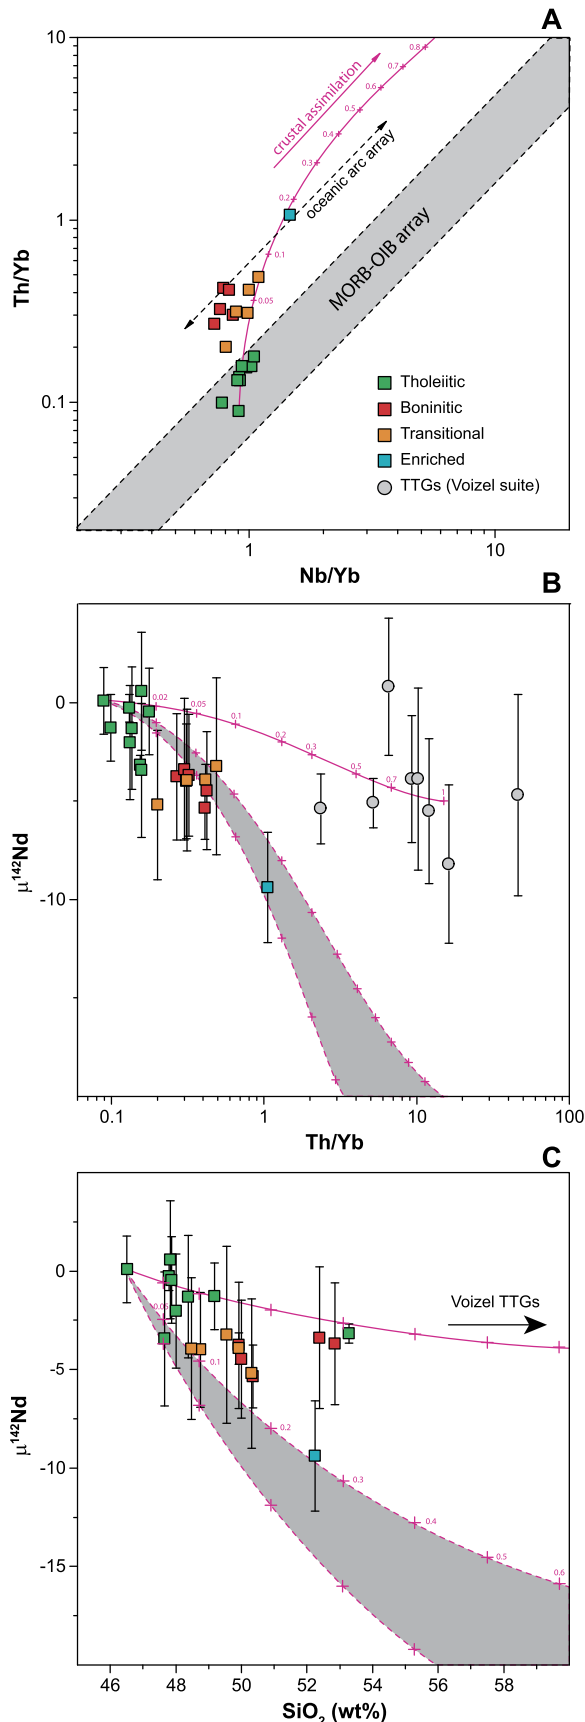 A
10
1
0.1
Th/Yb
crustal assimilation
0.8
0.7
0.6
0.5
0.4
0.3
0.2
0.1
0.05
oceanic arc array
MORB-OIB array
Tholeiitic
Boninitic
Transitional
Enriched
TTGs (Voizel suite)
1 10
Nb/Yb
B
0
-10
μ¹⁴²Nd
0.02 0.05 0.1 0.2 0.3 0.5 0.7 1
0.1 1 10 100
Th/Yb
C
0
-5
-10
-15
μ¹⁴²Nd
Voizel TTGs
0.05
0.1
0.2
0.3
0.4
0.5
0.6
46 48 50 52 54 56 58
SiO₂ (wt%)